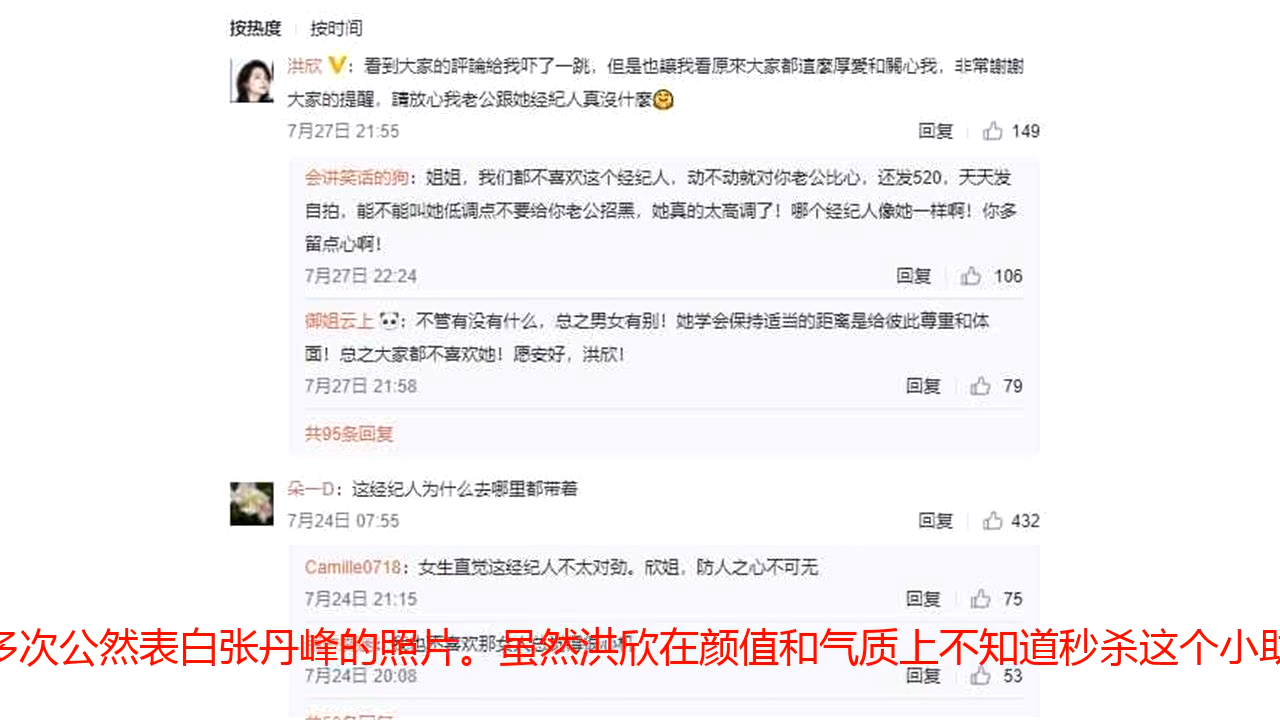 按热度 按时间
洪欣：看到大家的評論給我吓了一跳，但是也讓我看原來大家都這麼厚愛和關心我，非常謝謝
大家的提醒，請放心我老公跟她经纪人真沒什麼
7月27日 21:55 回复 149
会讲笑话的狗：姐姐，我们都不喜欢这个经纪人，动不动就对你老公比心，还发520，天天发
自拍，能不能叫她低调点不要给你老公招黑，她真的太高调了！哪个经纪人像她一样啊！你多
留点心啊！
7月27日 22:24 回复 106
御姐云上：不管有没有什么，总之男女有别！她学会保持适当的距离是给彼此尊重和体
面！总之大家都不喜欢她！愿安好，洪欣！
7月27日 21:58 回复 79
共95条回复
朵一D：这经纪人为什么去哪里都带着
7月24日 07:55 回复 432
Camille0718：女生直觉这经纪人不太对劲。欣姐，防人之心不可无
7月24日 21:15 回复 75
多次公然表白张丹峰的照片。虽然洪欣在颜值和气质上不知道秒杀这个小助
7月24日 20:08 回复 53